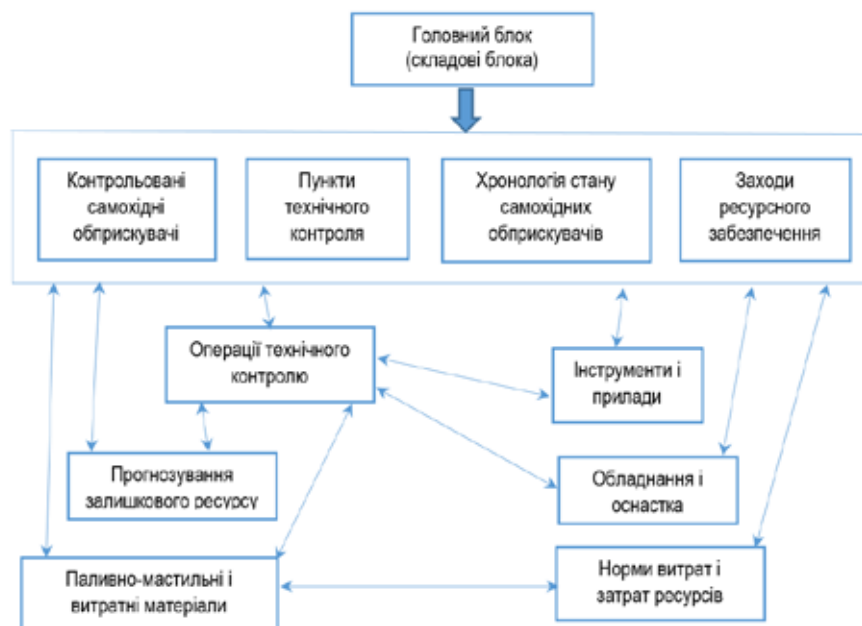 Головний блок
(складові блока)
Контрольовані
самохідні
обприскувачі
Пункти
технічного
контроля
Хронологія стану
самохідних
обприскувачів
Заходи
ресурсного
забезпечення
Операції технічного
контролю
Інструменти і
прилади
Прогнозування
залишкового ресурсу
Обладнання і
оснастка
Паливно-мастильні і
витратні матеріали
Норми витрат і
затрат ресурсів